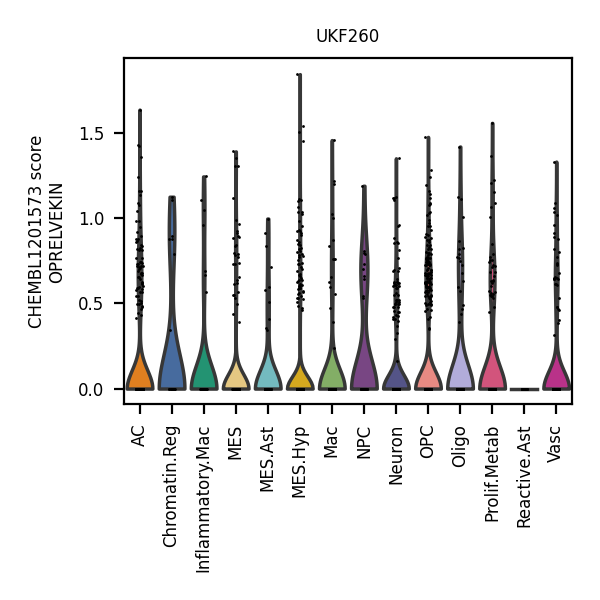 UKF260
CHEMBL1201573 score
OPRELVEKIN
1.5
1.0
0.5
0.0
AC
Chromatin.Reg
Inflammatory.Mac
MES
MES.Ast
MES.Hyp
Mac
NPC
Neuron
OPC
Oligo
Prolif.Metab
Reactive.Ast
Vasc